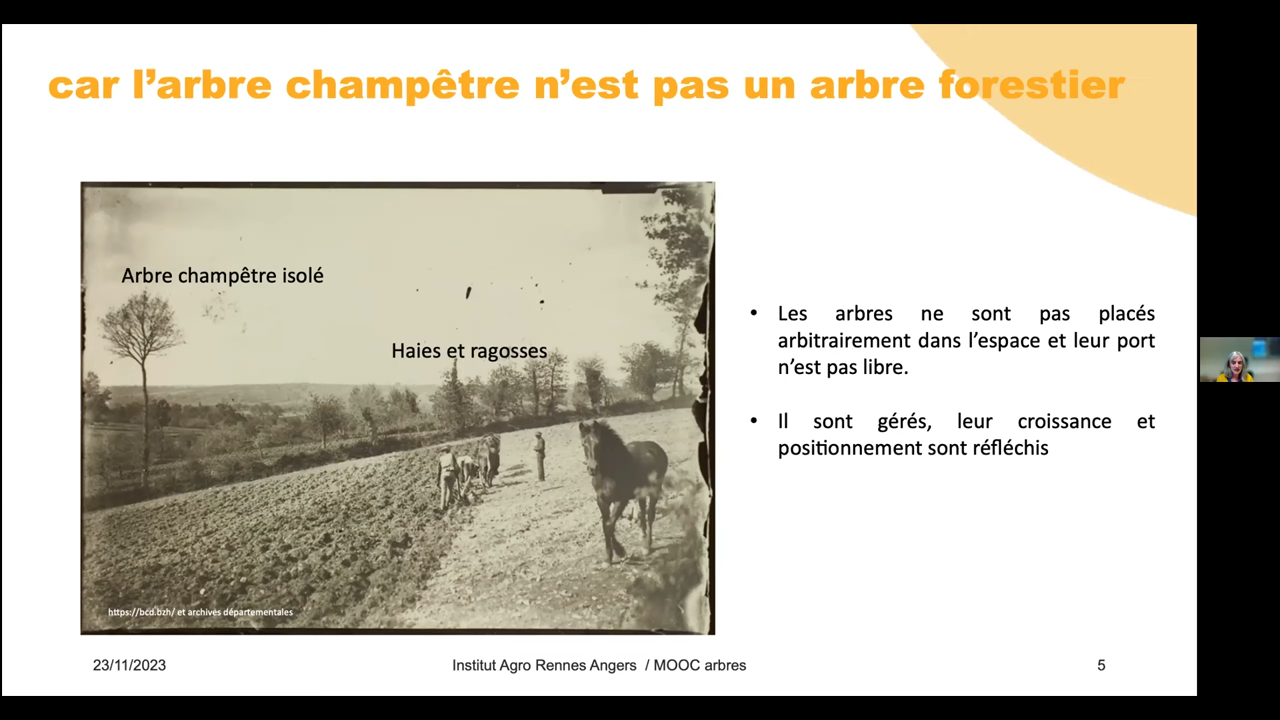 car l’arbre champêtre n’est pas un arbre forestier
Arbre champêtre isolé
Haies et ragosses
https://bcd.bzh/ et archives départementales
• Les arbres ne sont pas placés
arbitrairement dans l’espace et leur port
n’est pas libre.
• Il sont gérés, leur croissance et
positionnement sont réfléchis
23/11/2023
Institut Agro Rennes Angers / MOOC arbres
5